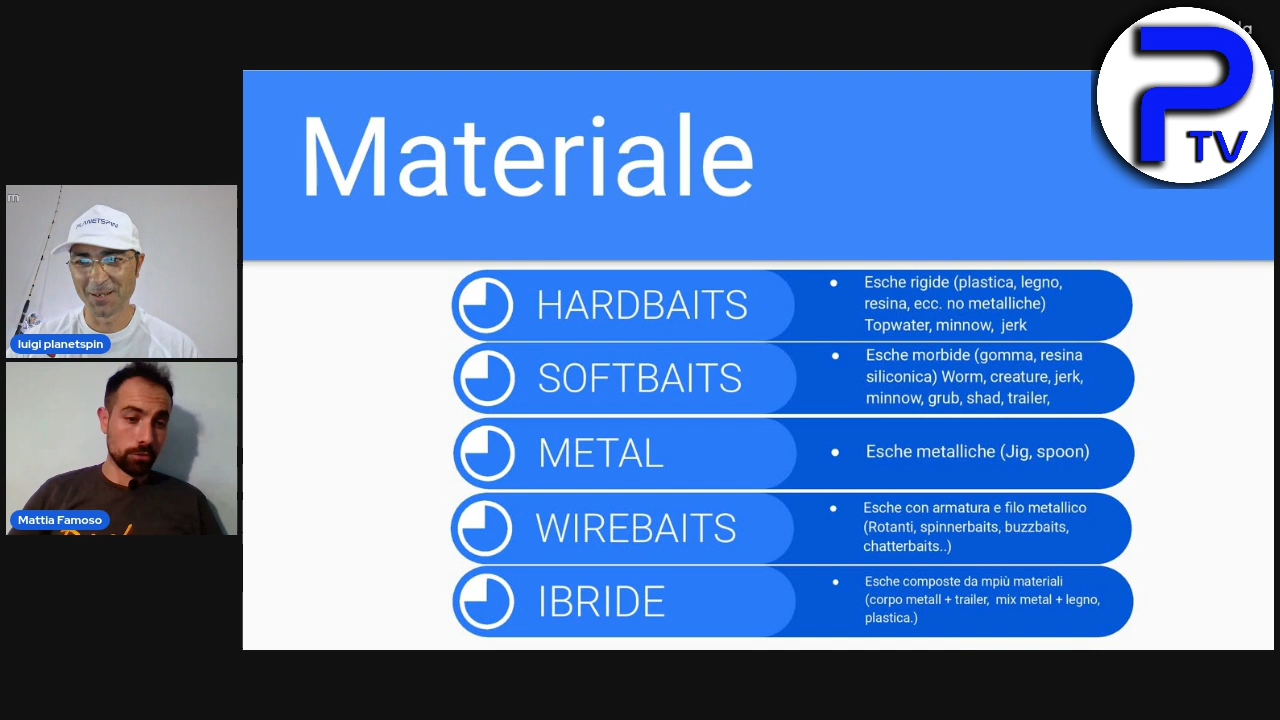 Materiale
P
TV
m
PLANETSPIN
luigi planetspin
Mattia Famoso
HARDBAITS
Esche rigide (plastica, legno,
resina, ecc. no metalliche)
Topwater, minnow, jerk
SOFTBAITS
Esche morbide (gomma, resina
siliconica) Worm, creature, jerk,
minnow, grub, shad, trailer,
METAL
Esche metalliche (Jig, spoon)
WIREBAITS
Esche con armatura e filo metallico
(Rotanti, spinnerbaits, buzzbaits,
chatterbaits..)
IBRIDE
Esche composte da mpiù materiali
(corpo metall + trailer, mix metal + legno,
plastica.)